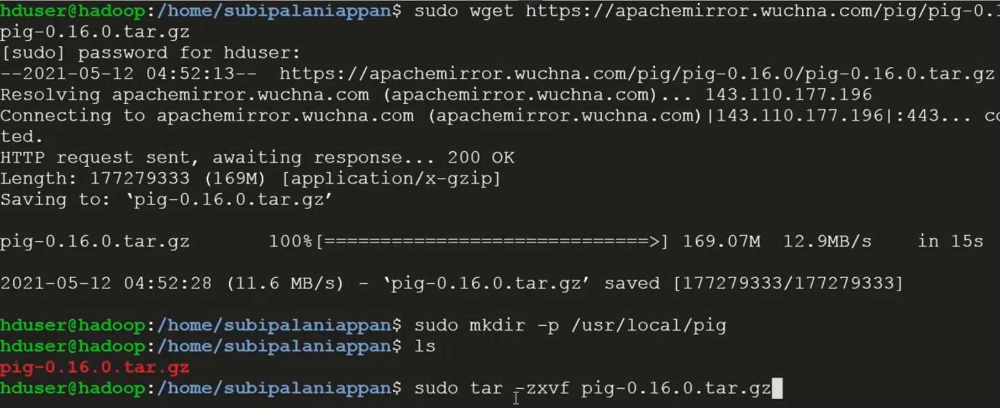 hduser@hadoop:/home/subipalaniappan$ sudo wget https://apachemirror.wuchna.com/pig/pig-0.1
pig-0.16.0.tar.gz
[sudo] password for hduser:
--2021-05-12 04:52:13--  https://apachemirror.wuchna.com/pig/pig-0.16.0/pig-0.16.0.tar.gz
Resolving apachemirror.wuchna.com (apachemirror.wuchna.com)... 143.110.177.196
Connecting to apachemirror.wuchna.com (apachemirror.wuchna.com)|143.110.177.196|:443... co
ted.
HTTP request sent, awaiting response... 200 OK
Length: 177279333 (169M) [application/x-gzip]
Saving to: ‘pig-0.16.0.tar.gz’
pig-0.16.0.tar.gz 100%[=============================>] 169.07M 12.9MB/s in 15s
2021-05-12 04:52:28 (11.6 MB/s) - ‘pig-0.16.0.tar.gz’ saved [177279333/177279333]
hduser@hadoop:/home/subipalaniappan$ sudo mkdir -p /usr/local/pig
hduser@hadoop:/home/subipalaniappan$ ls
pig-0.16.0.tar.gz
hduser@hadoop:/home/subipalaniappan$ sudo tar -zxvf pig-0.16.0.tar.gz